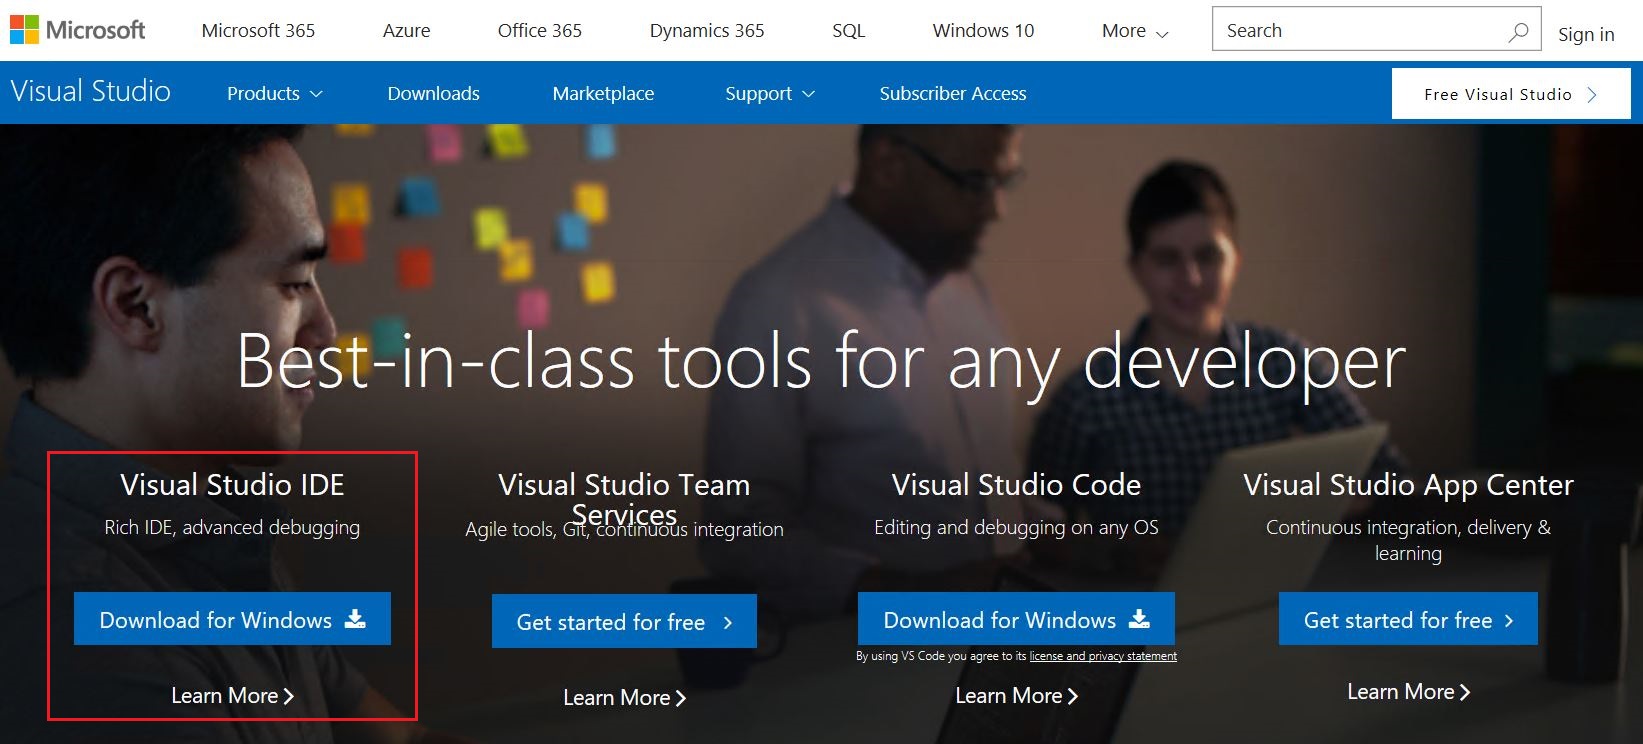 Microsoft
Microsoft 365
Azure
Office 365
Dynamics 365
SQL
Windows 10
More
Search
Sign in
Visual Studio
Products
Downloads
Marketplace
Support
Subscriber Access
Free Visual Studio
Best-in-class tools for any developer
Visual Studio IDE
Rich IDE, advanced debugging
Download for Windows
Learn More
Visual Studio Team
Services
Agile tools, Git, continuous integration
Get started for free
Learn More
Visual Studio Code
Editing and debugging on any OS
Download for Windows
By using VS Code you agree to its license and privacy statement
Learn More
Visual Studio App Center
Continuous integration, delivery &
learning
Get started for free
Learn More